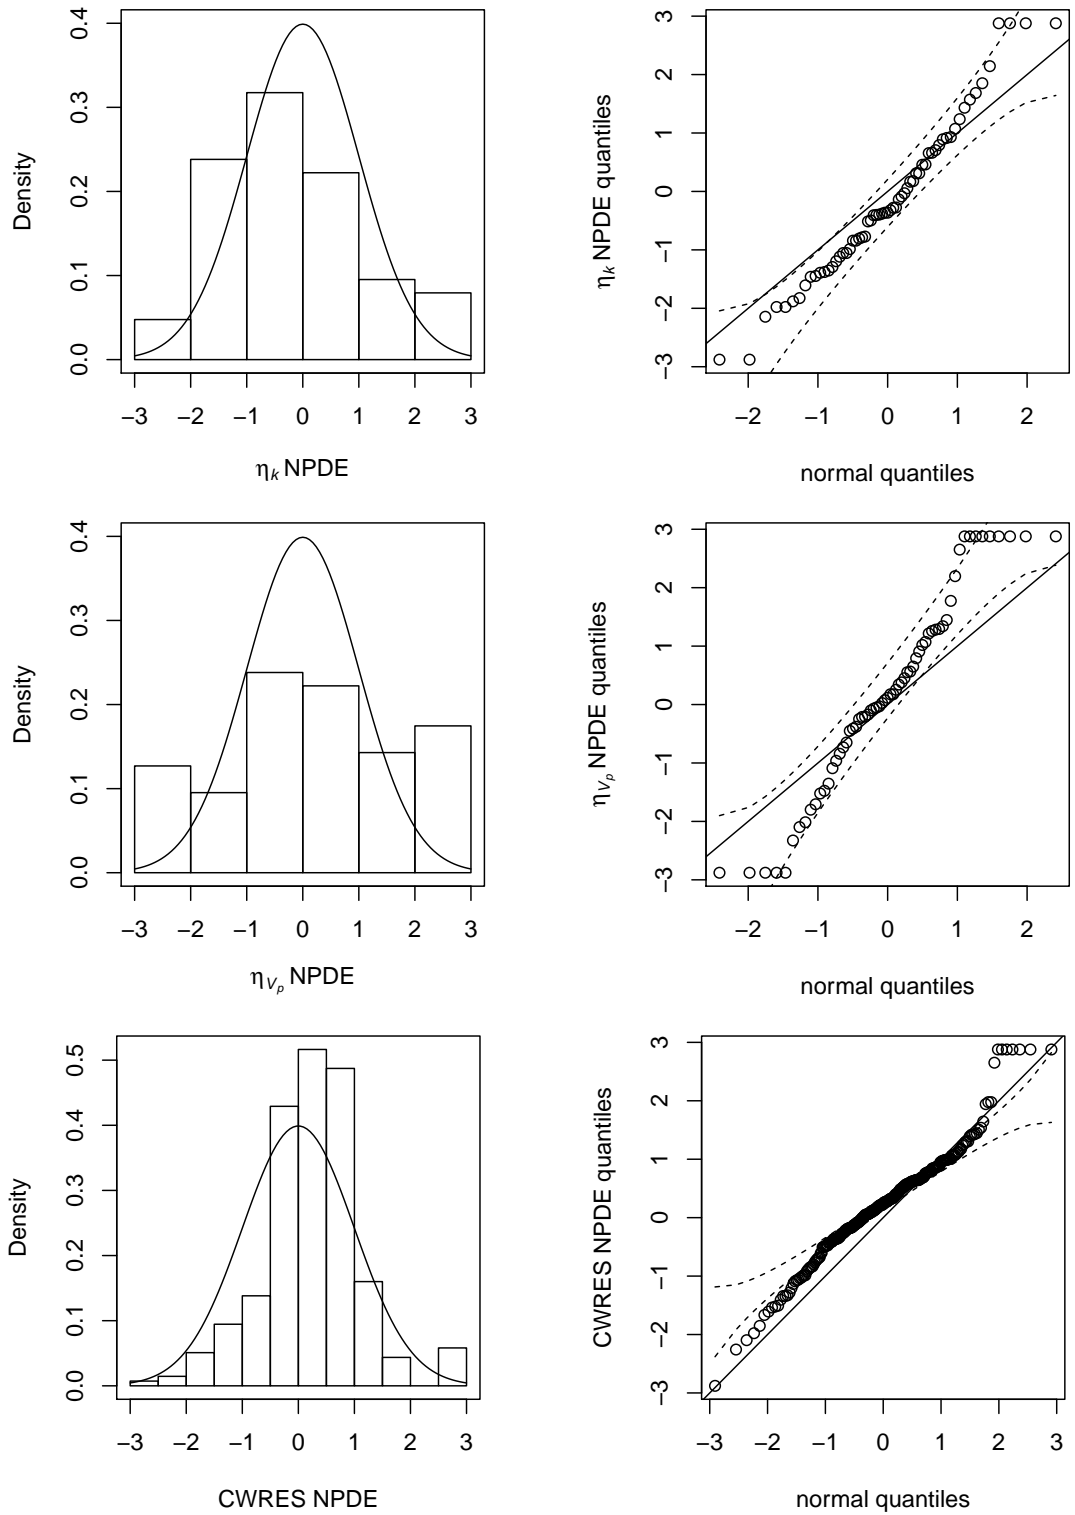 0.4
0.3
0.2
0.1
0.0
Density
−3 −2 −1 0 1 2 3
ηk NPDE
3
2
1
0
−1
−2
−3
ηk NPDE quantiles
−2 −1 0 1 2
normal quantiles
0.4
0.3
0.2
0.1
0.0
Density
−3 −2 −1 0 1 2 3
ηVp NPDE
3
2
1
0
−1
−2
−3
ηVp NPDE quantiles
−2 −1 0 1 2
normal quantiles
0.5
0.4
0.3
0.2
0.1
0.0
Density
−3 −2 −1 0 1 2 3
CWRES NPDE
3
2
1
0
−1
−2
−3
CWRES NPDE quantiles
−3 −2 −1 0 1 2 3
normal quantiles